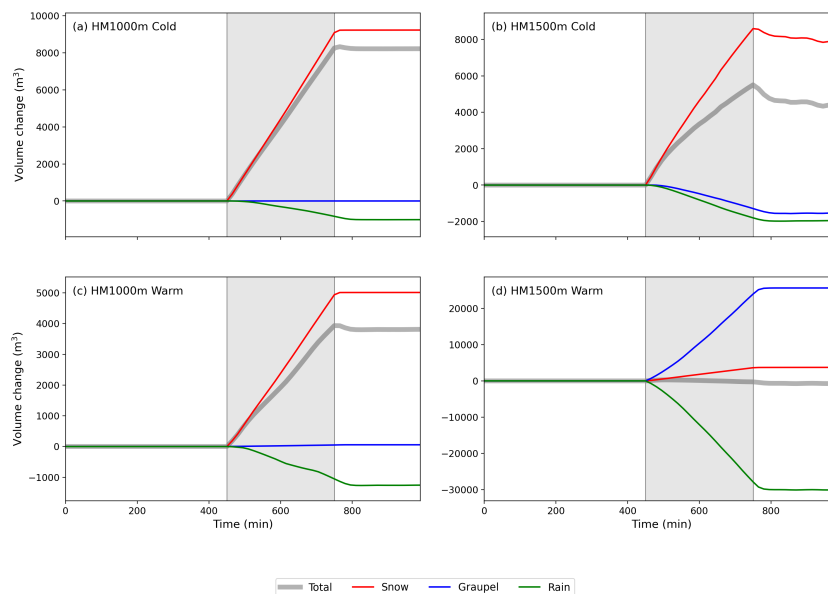 (a) HM1000m Cold
10000
8000
6000
4000
2000
0
Volume change (m³)
(b) HM1500m Cold
8000
6000
4000
2000
0
−2000
(c) HM1000m Warm
5000
4000
3000
2000
1000
0
−1000
Volume change (m³)
0 200 400 600 800
Time (min)
(d) HM1500m Warm
20000
10000
0
−10000
−20000
−30000
0 200 400 600 800
Time (min)
Total Snow Graupel Rain